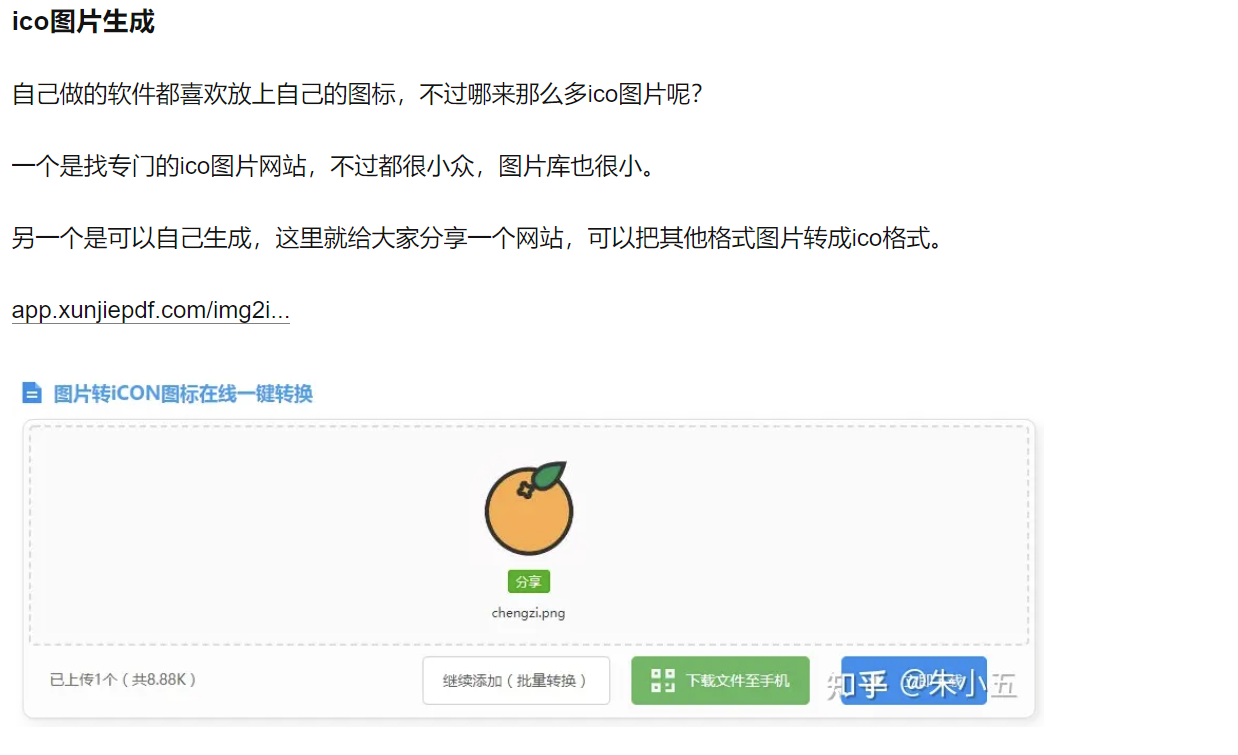 ico图片生成
自己做的软件都喜欢放上自己的图标，不过哪来那么多ico图片呢？
一个是找专门的ico图片网站，不过都很小众，图片库也很小。
另一个是可以自己生成，这里就给大家分享一个网站，可以把其他格式图片转成ico格式。
app.xunjiepdf.com/img2i...
图片转iCON图标在线一键转换
分享
chengzi.png
已上传1个（共8.88K）
继续添加（批量转换）
下载文件至手机
知乎 @朱小五